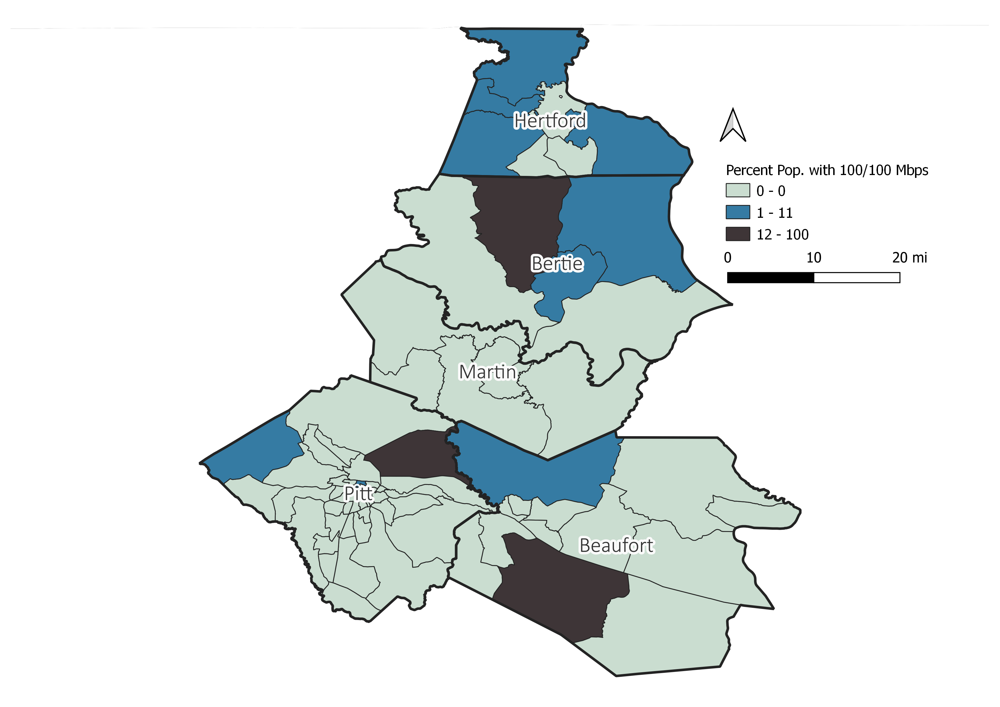 Hertford
Percent Pop. with 100/100 Mbps
0 - 0
1 - 11
12 - 100
0 10 20 mi
Bertie
Martin
Pitt
Beaufort